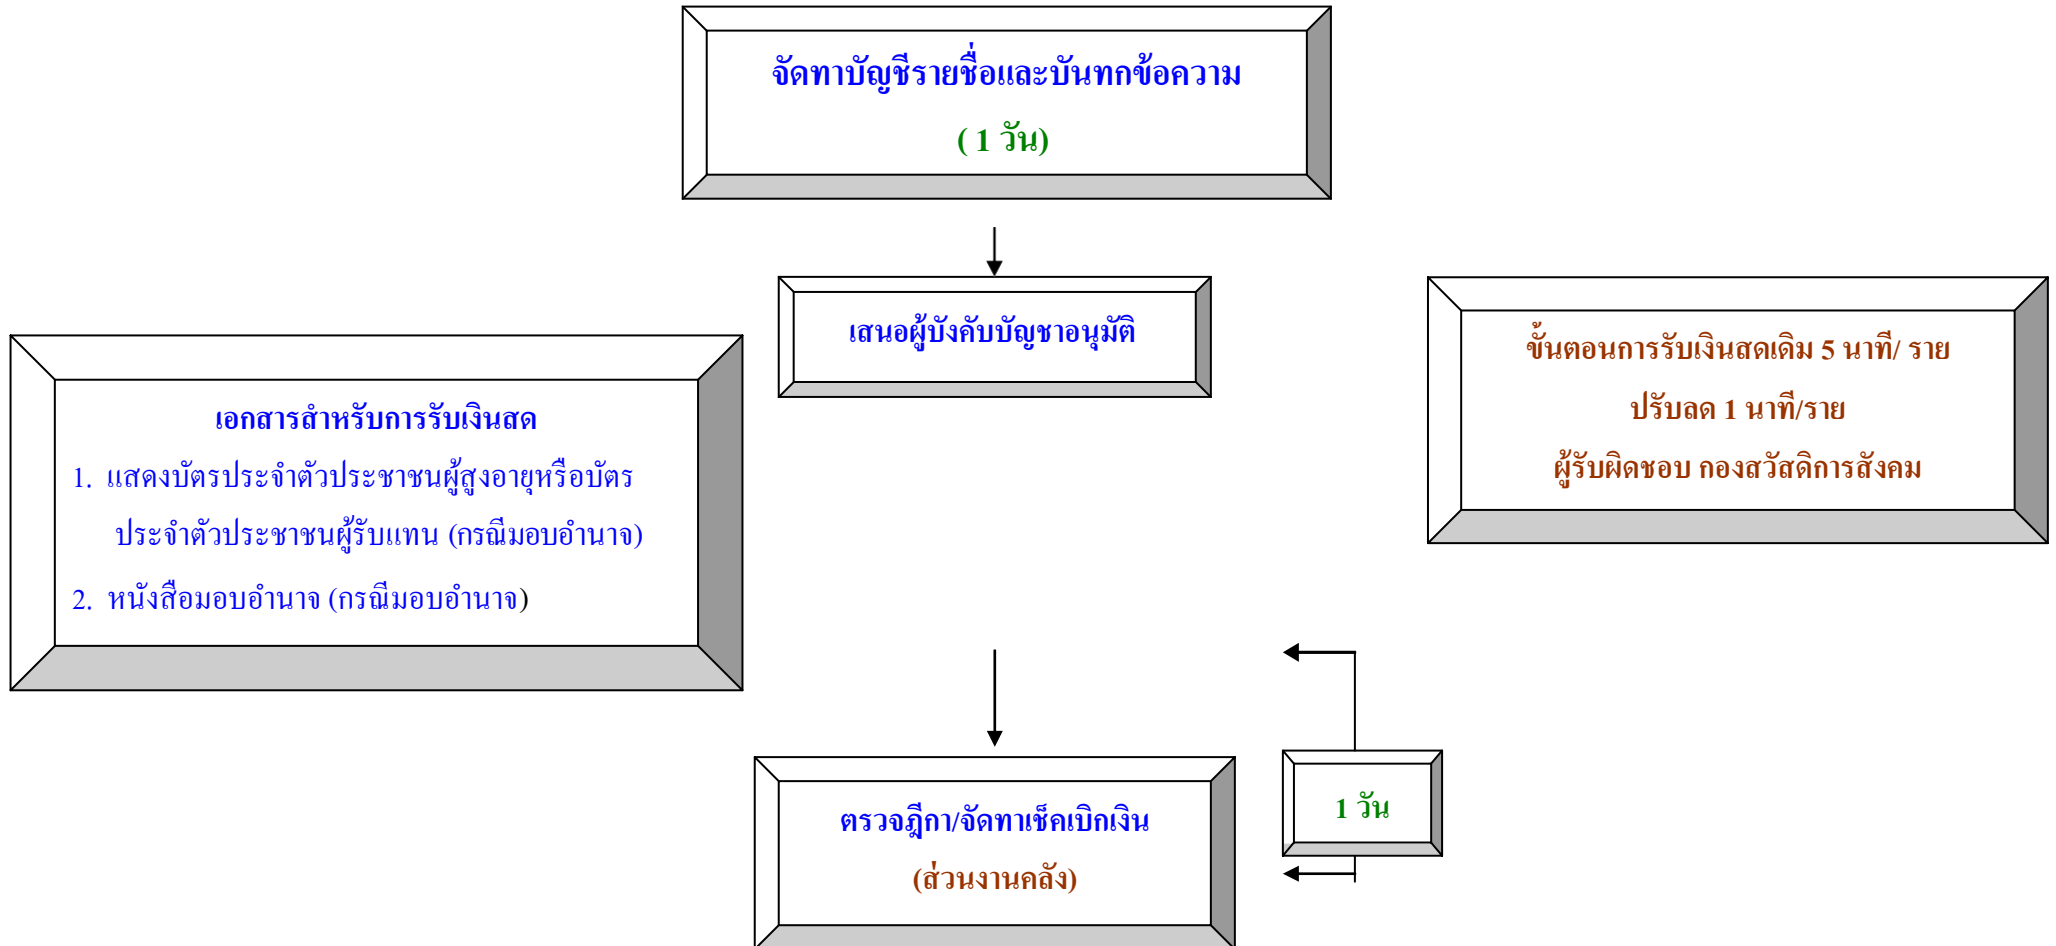 จัดทาบัญชีรายชื่อและบันทกข้อความ
( 1 วัน)
เสนอผู้บังคับบัญชาอนุมัติ
ขั้นตอนการรับเงินสดเดิม 5 นาที/ ราย
ปรับลด 1 นาที/ราย
ผู้รับผิดชอบ กองสวัสดิการสังคม
เอกสารสำหรับการรับเงินสด
1. แสดงบัตรประจำตัวประชาชนผู้สูงอายุหรือบัตร
ประจำตัวประชาชนผู้รับแทน (กรณีมอบอำนาจ)
2. หนังสือมอบอำนาจ (กรณีมอบอำนาจ)
ตรวจฎีกา/จัดทาเช็คเบิกเงิน
(ส่วนงานคลัง)
1 วัน